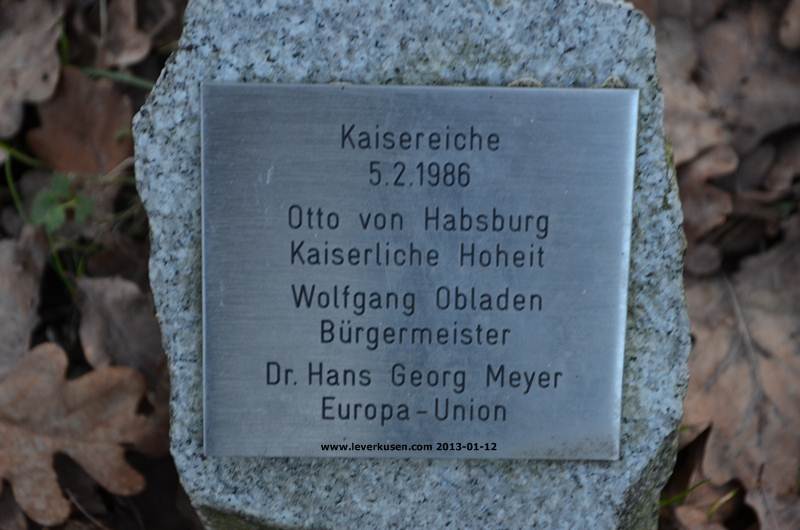 Kaisereiche
5.2.1986
Otto von Habsburg
Kaiserliche Hoheit
Wolfgang Obladen
Bürgermeister
Dr. Hans Georg Meyer
Europa-Union
www.leverkusen.com 2013-01-12